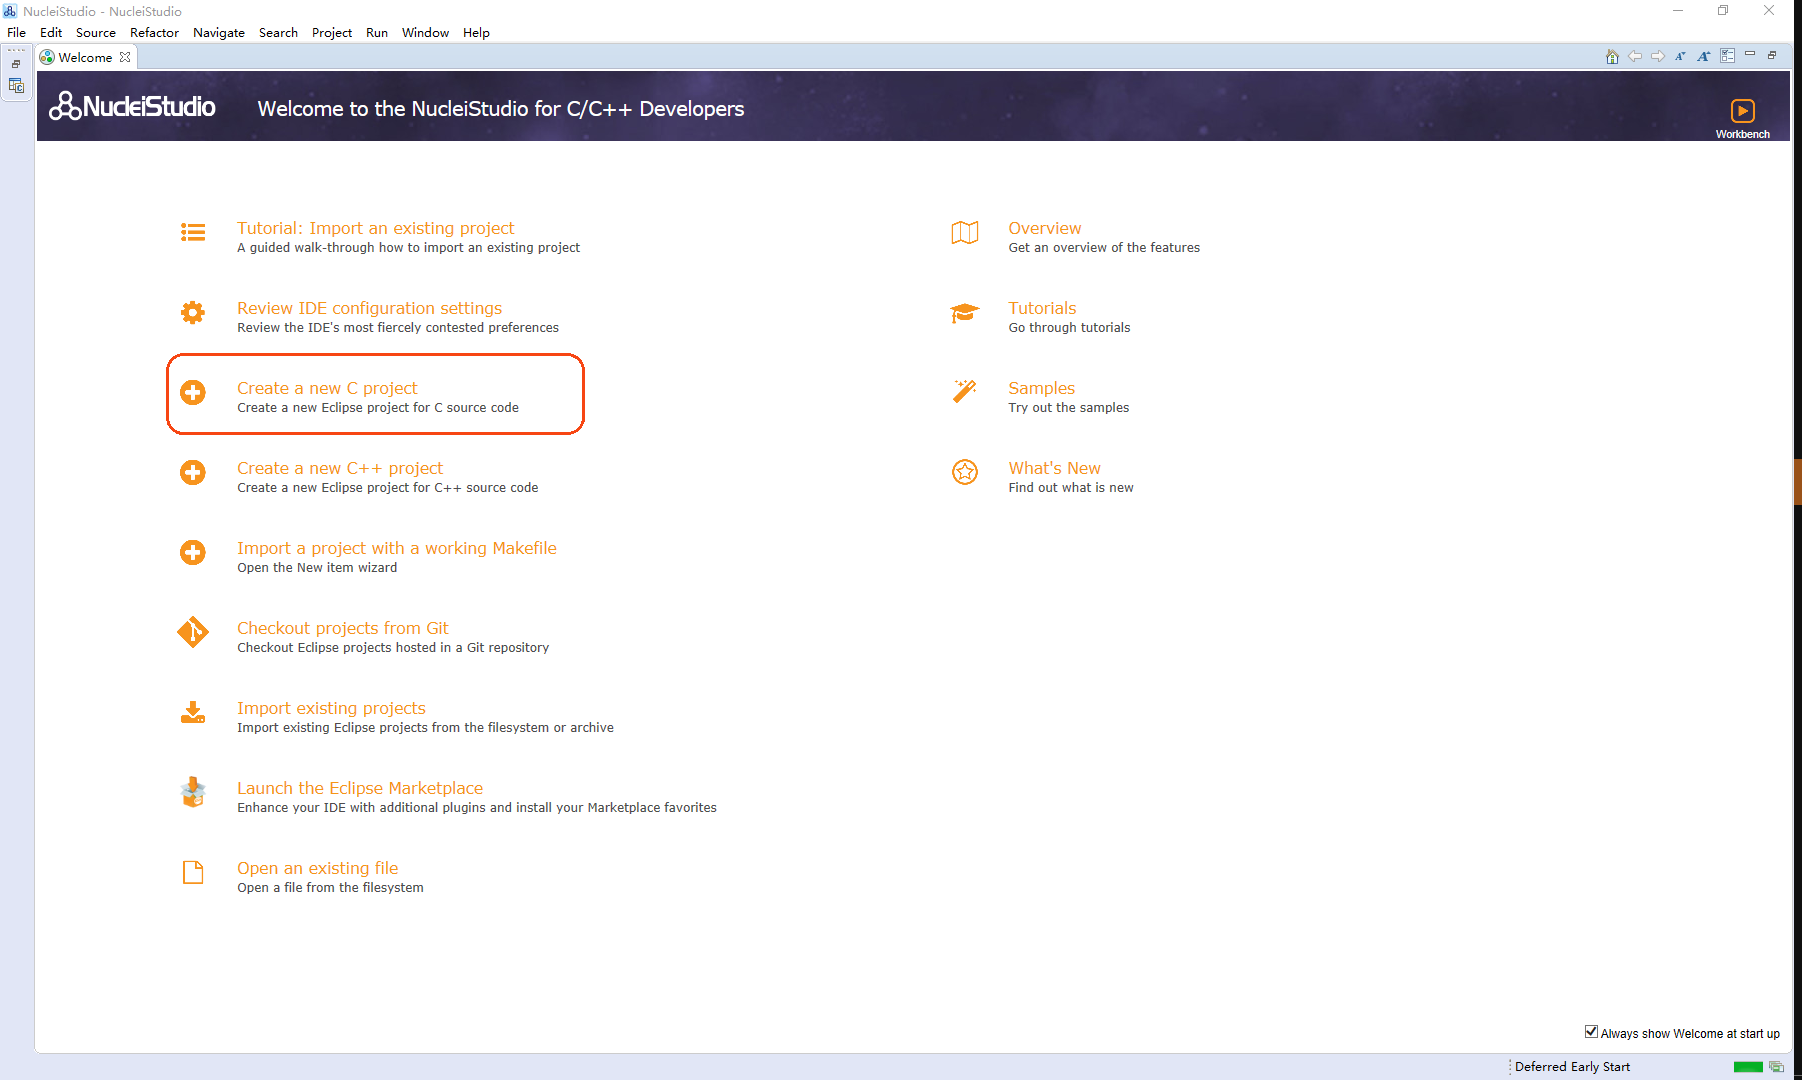 NucleiStudio - NucleiStudio
File Edit Source Refactor Navigate Search Project Run Window Help
Welcome
NucleiStudio
Welcome to the NucleiStudio for C/C++ Developers
Workbench
Tutorial: Import an existing project
A guided walk-through how to import an existing project
Review IDE configuration settings
Review the IDE's most fiercely contested preferences
Create a new C project
Create a new Eclipse project for C source code
Create a new C++ project
Create a new Eclipse project for C++ source code
Import a project with a working Makefile
Open the New item wizard
Checkout projects from Git
Checkout Eclipse projects hosted in a Git repository
Import existing projects
Import existing Eclipse projects from the filesystem or archive
Launch the Eclipse Marketplace
Enhance your IDE with additional plugins and install your Marketplace favorites
Open an existing file
Open a file from the filesystem
Overview
Get an overview of the features
Tutorials
Go through tutorials
Samples
Try out the samples
What's New
Find out what is new
Always show Welcome at start up
Deferred Early Start